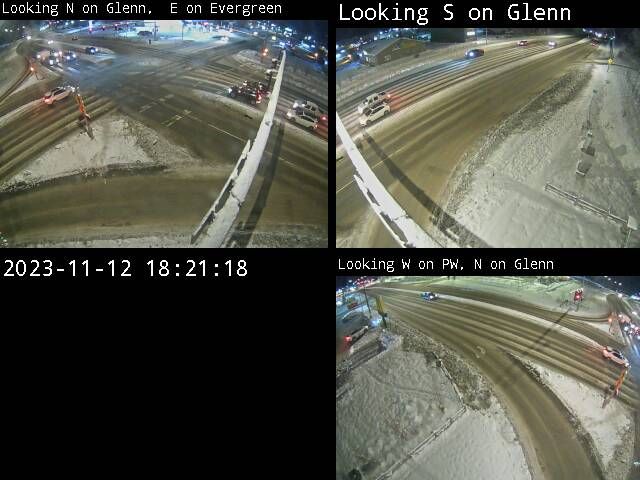 Looking N on Glenn,  E on Evergreen
Looking S on Glenn
2023-11-12 18:21:18
Looking W on PW, N on Glenn